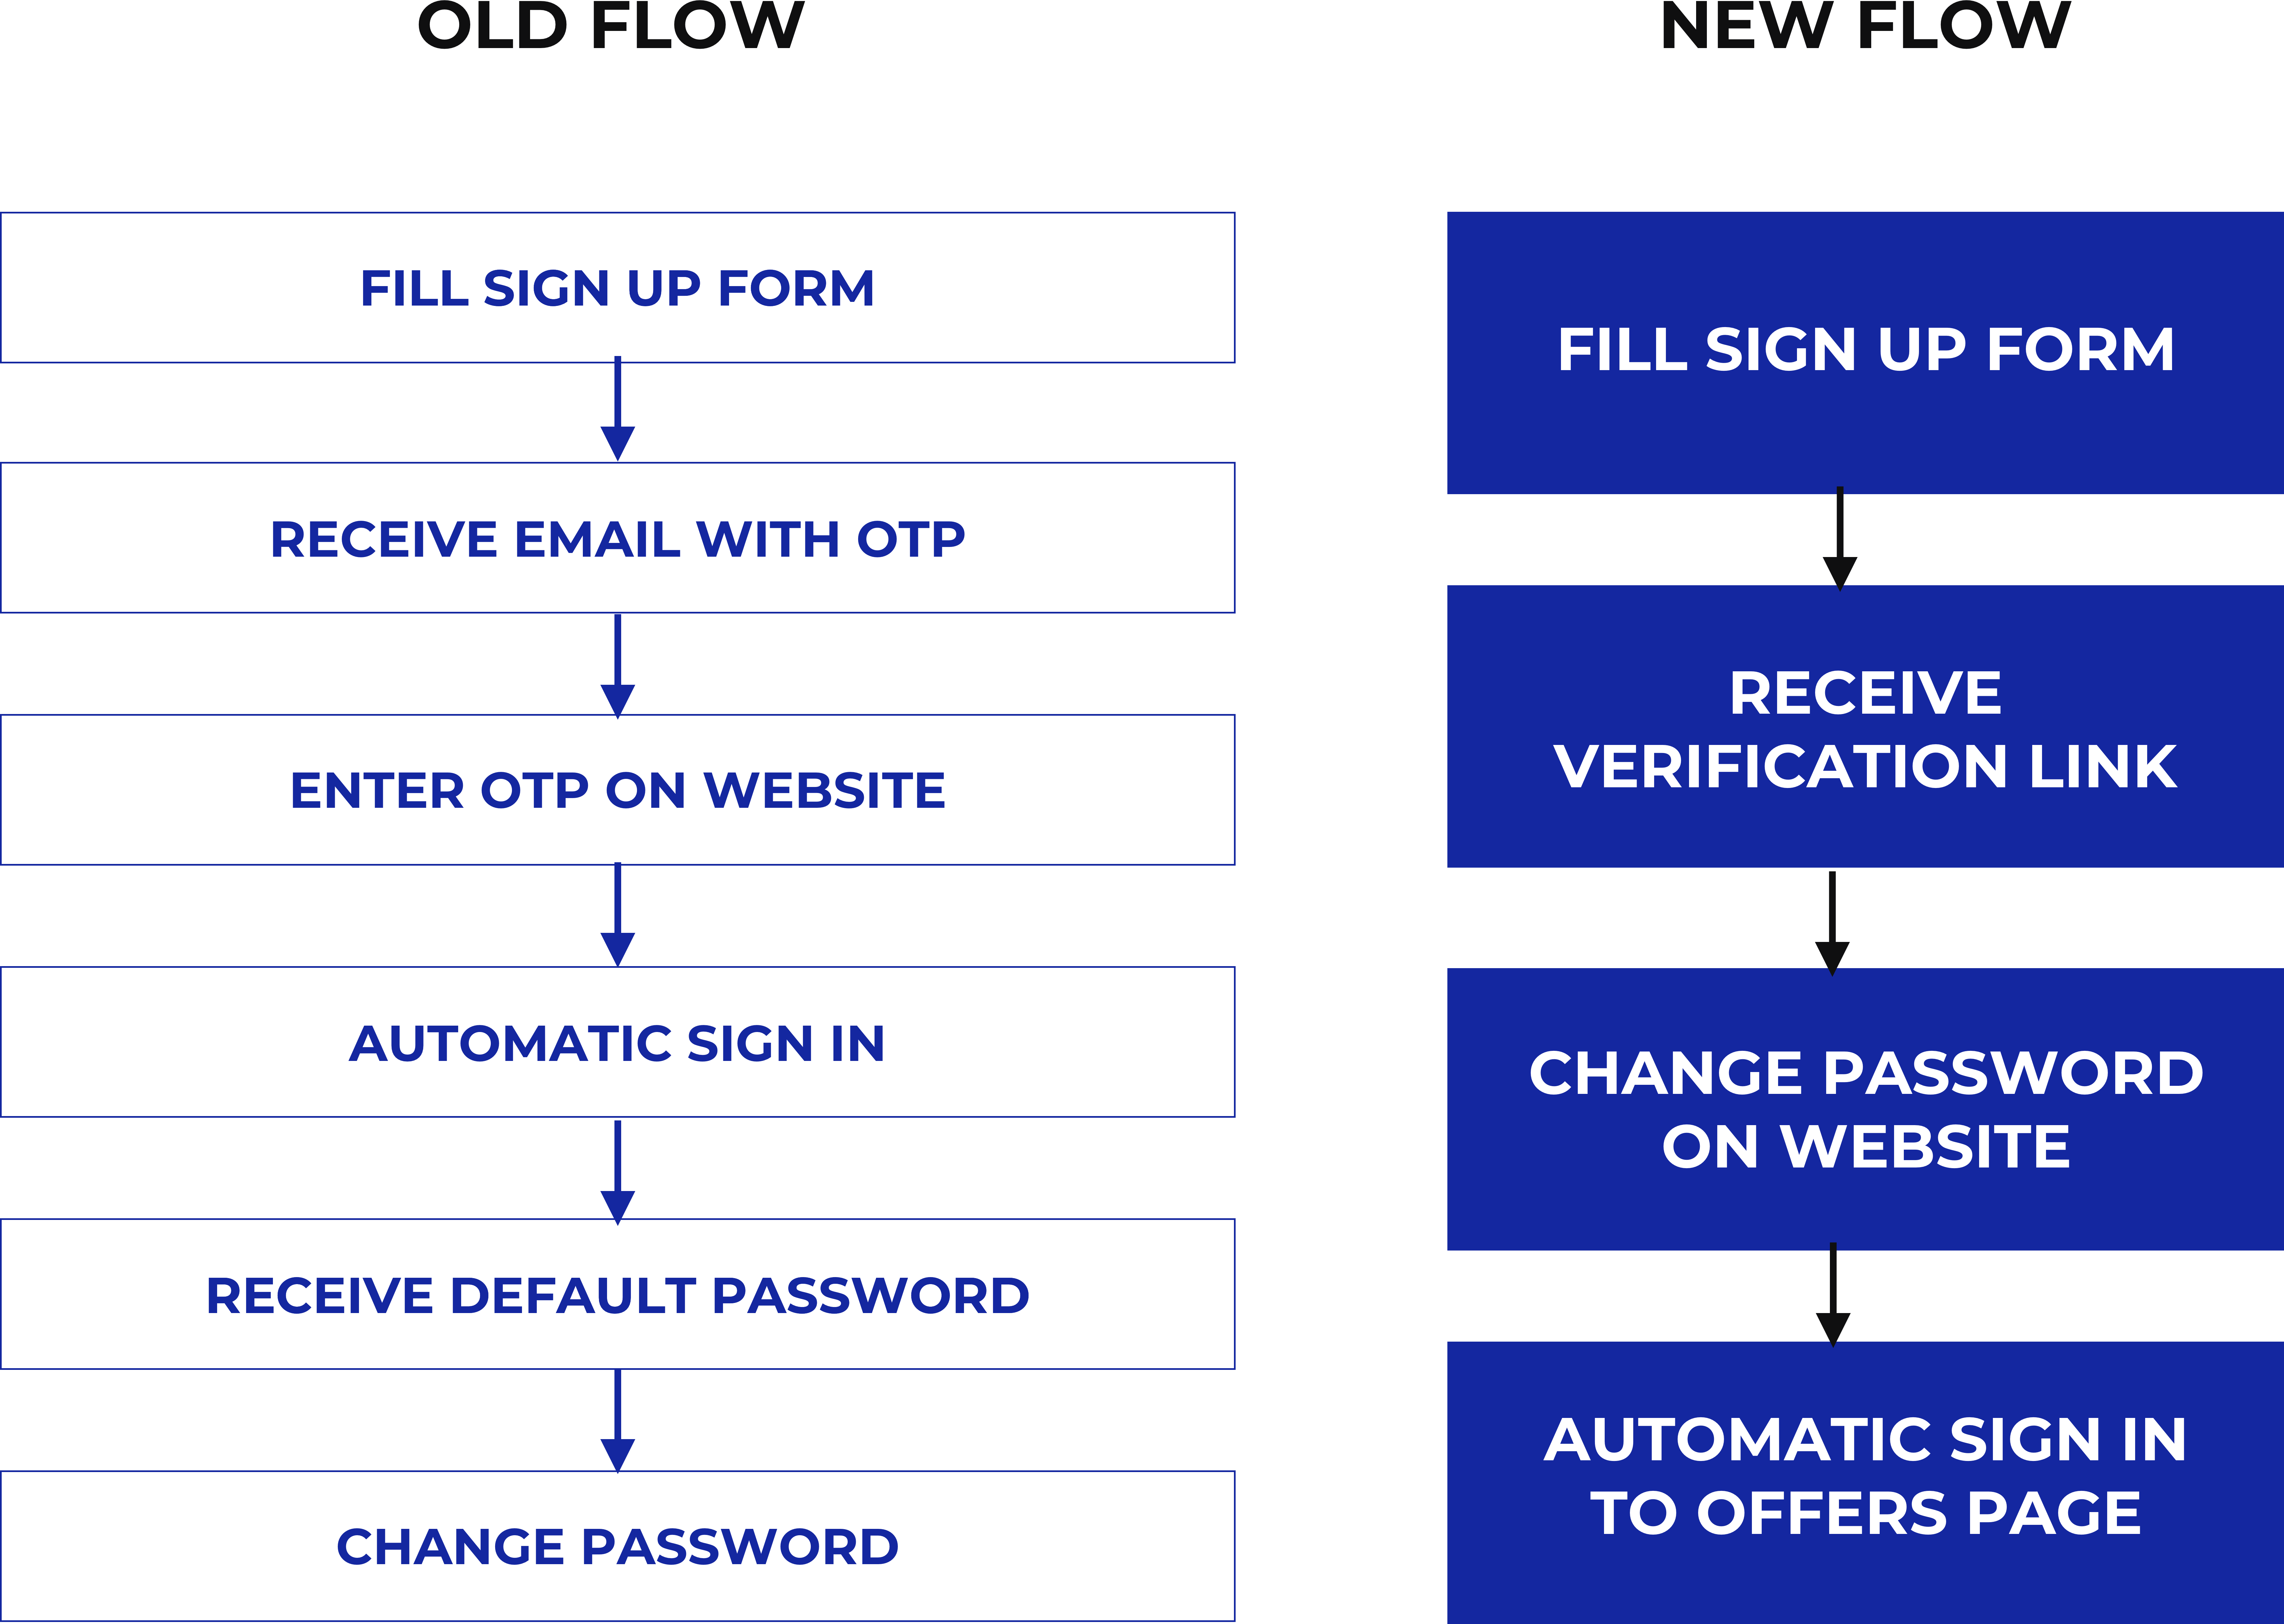 OLD FLOW
FILL SIGN UP FORM
RECEIVE EMAIL WITH OTP
ENTER OTP ON WEBSITE
AUTOMATIC SIGN IN
RECEIVE DEFAULT PASSWORD
CHANGE PASSWORD
NEW FLOW
FILL SIGN UP FORM
RECEIVE
VERIFICATION LINK
CHANGE PASSWORD
ON WEBSITE
AUTOMATIC SIGN IN
TO OFFERS PAGE